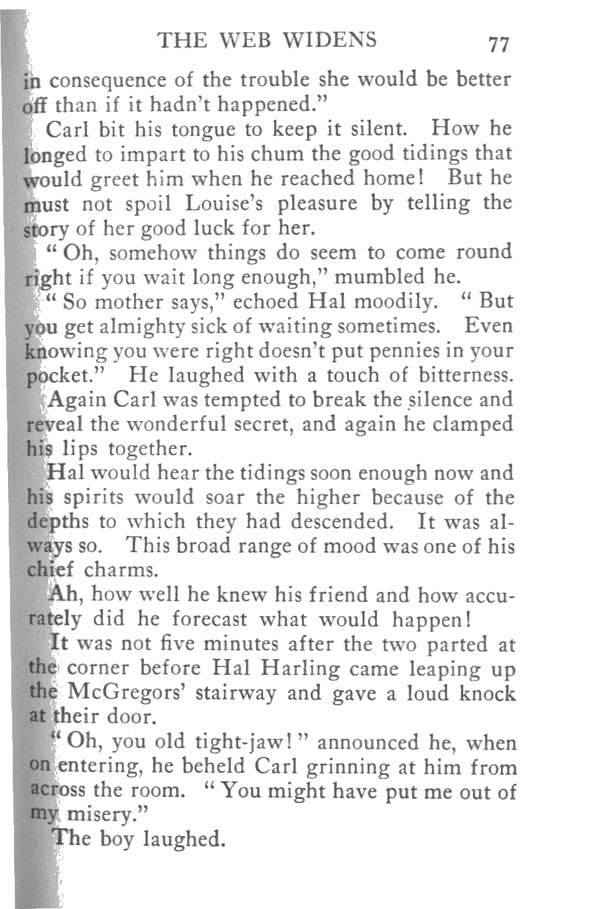 THE WEB WIDENS 77
in consequence of the trouble she would be better
off than if it hadn't happened."
Carl bit his tongue to keep it silent. How he
longed to impart to his chum the good tidings that
would greet him when he reached home! But he
must not spoil Louise's pleasure by telling the
story of her good luck for her.
" Oh, somehow things do seem to come round
right if you wait long enough," mumbled he.
" So mother says," echoed Hal moodily. " But
you get almighty sick of waiting sometimes. Even
knowing you were right doesn't put pennies in your
pocket." He laughed with a touch of bitterness.
Again Carl was tempted to break the silence and
reveal the wonderful secret, and again he clamped
his lips together.
Hal would hear the tidings soon enough now and
his spirits would soar the higher because of the
depths to which they had descended. It was al-
ways so. This broad range of mood was one of his
chief charms.
Ah, how well he knew his friend and how accu-
rately did he forecast what would happen!
It was not five minutes after the two parted at
the corner before Hal Harling came leaping up
the McGregors' stairway and gave a loud knock
at their door.
" Oh, you old tight-jaw! " announced he, when
on entering, he beheld Carl grinning at him from
across the room. " You might have put me out of
my misery."
The boy laughed.